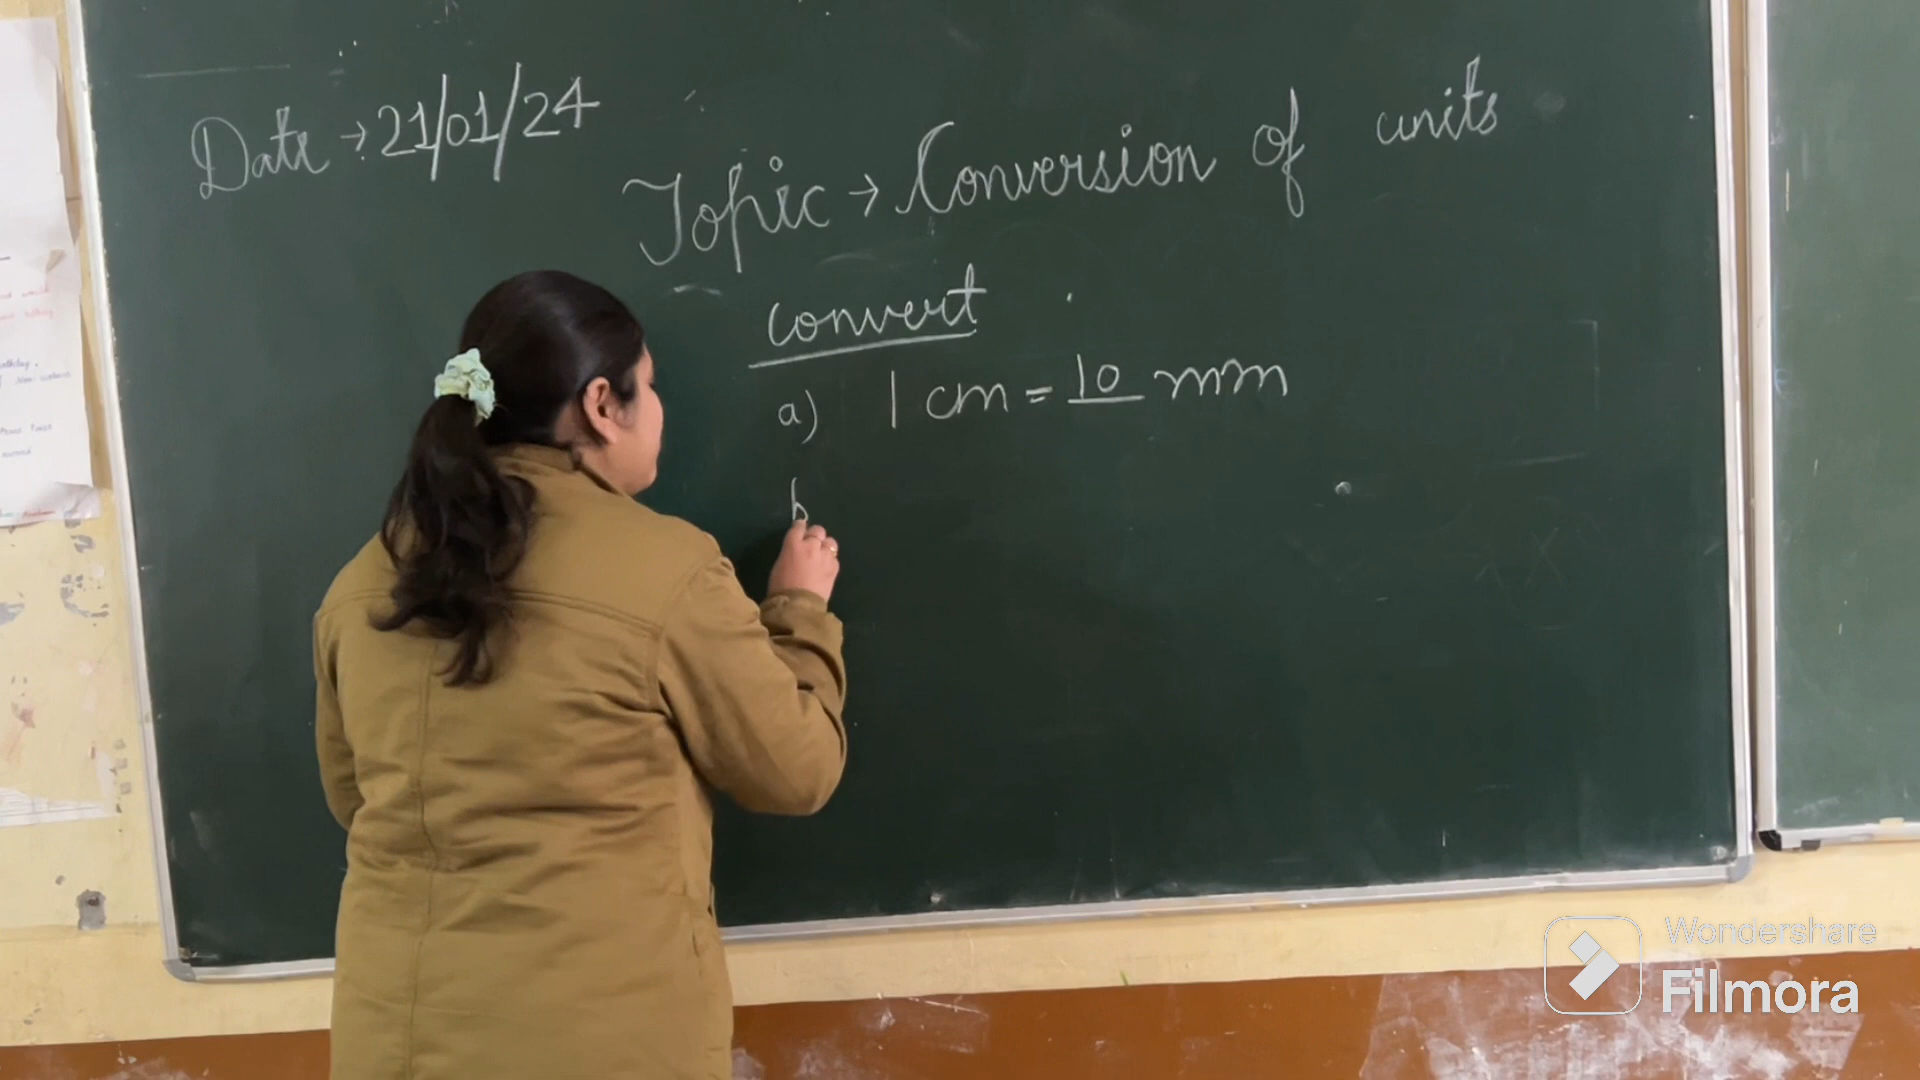 Date → 21/01/24
Topic → Conversion of units
convert
a) 1 cm = 10 mm
b
Wondershare
Filmora